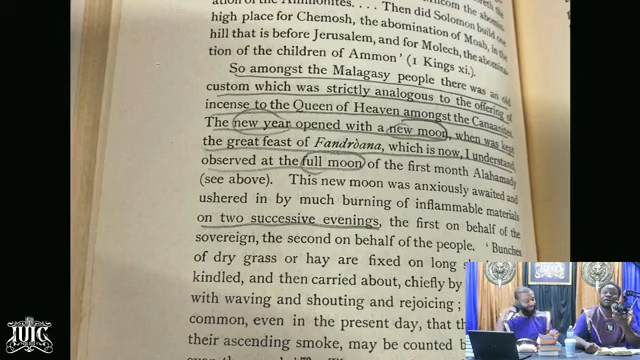 ation of the Ammonites. . . . Then did Solomon build
high place for Chemosh, the abomination of Moab, in
hill that is before Jerusalem, and for Molech, the
tion of the children of Ammon' (1 Kings xi.).
So amongst the Malagasy people there was an old
custom which was strictly analogous to the offering of
incense to the Queen of Heaven amongst the Canaanites.
The new year opened with a new moon, when was kept
the great feast of Fandròana, which is now, I understand,
observed at the full moon of the first month Alahamady
(see above). This new moon was anxiously awaited and
ushered in by much burning of inflammable materials
on two successive evenings, the first on behalf of the
sovereign, the second on behalf of the people. 'Bunches
of dry grass or hay are fixed on long
kindled, and then carried about, chiefly by
with waving and shouting and rejoicing ;
common, even in the present day, that
their ascending smoke, may be counted
IUIC